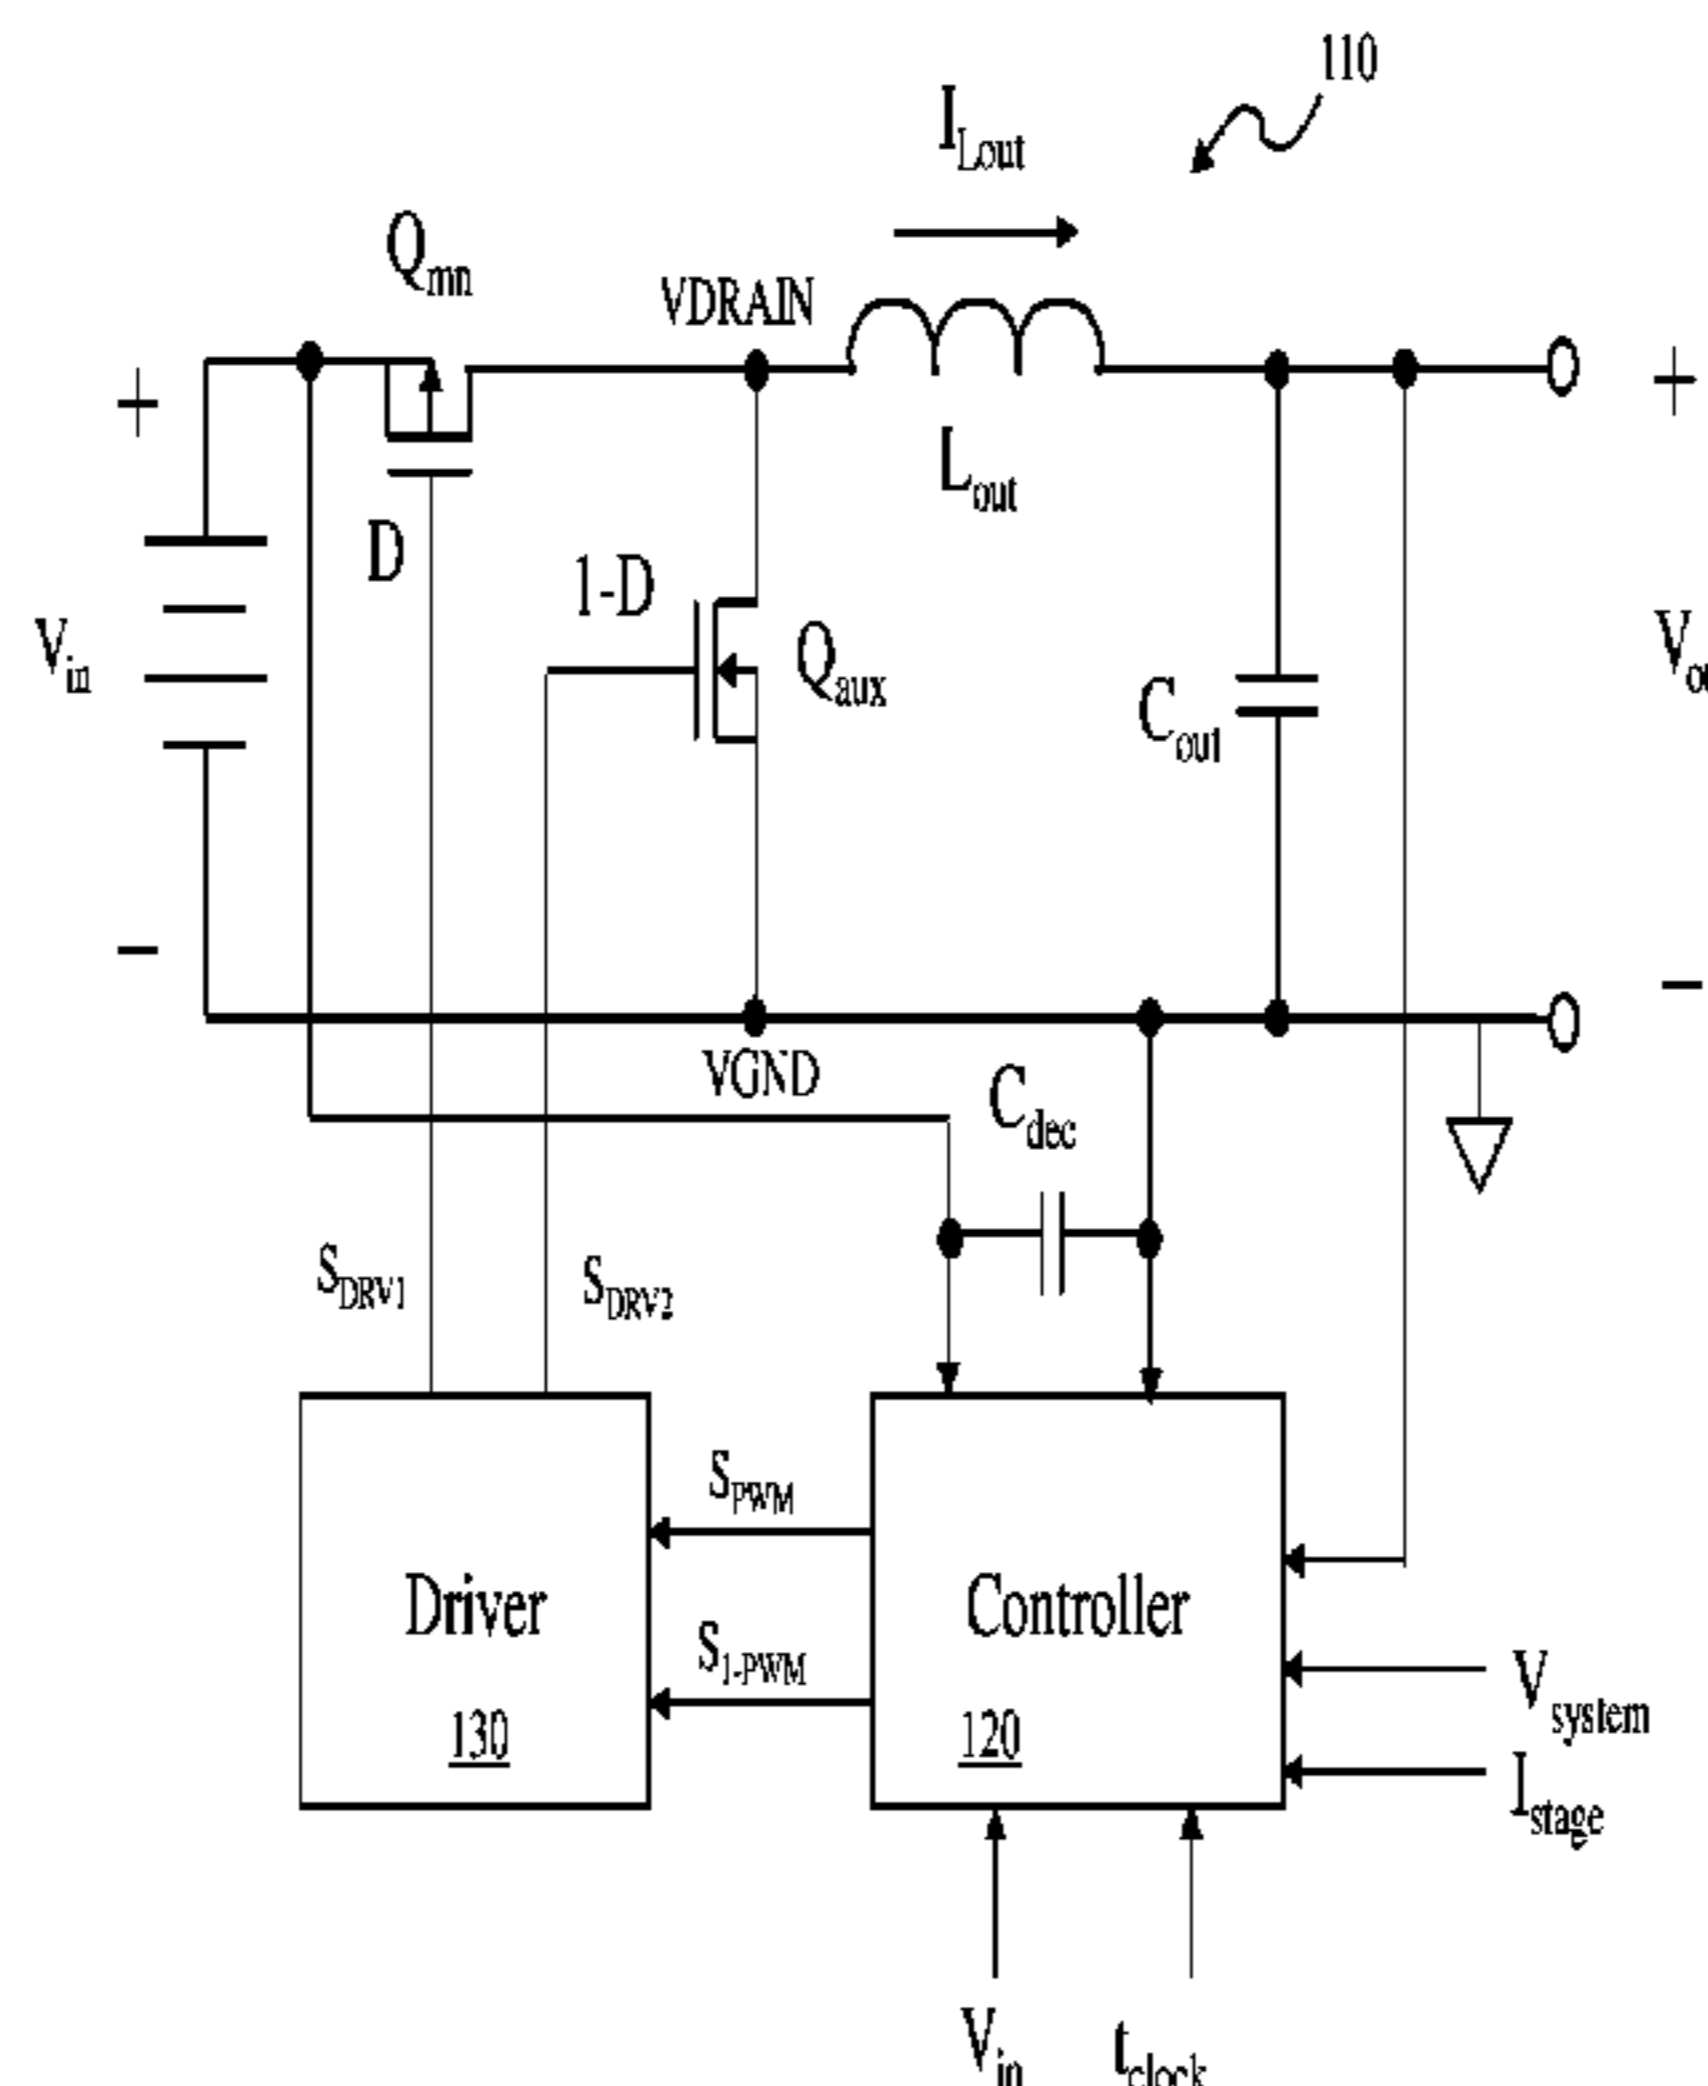 110
I_Lout
Q_mn
VDRAIN
+
+
L_out
D
1-D
V_in
Q_aux
C_out
−
−
VGND
C_dec
S_DRV1
S_DRV2
S_PWM
Driver
Controller
S_1-PWM
130
120
V_system
I_stage
V_in
t_clock